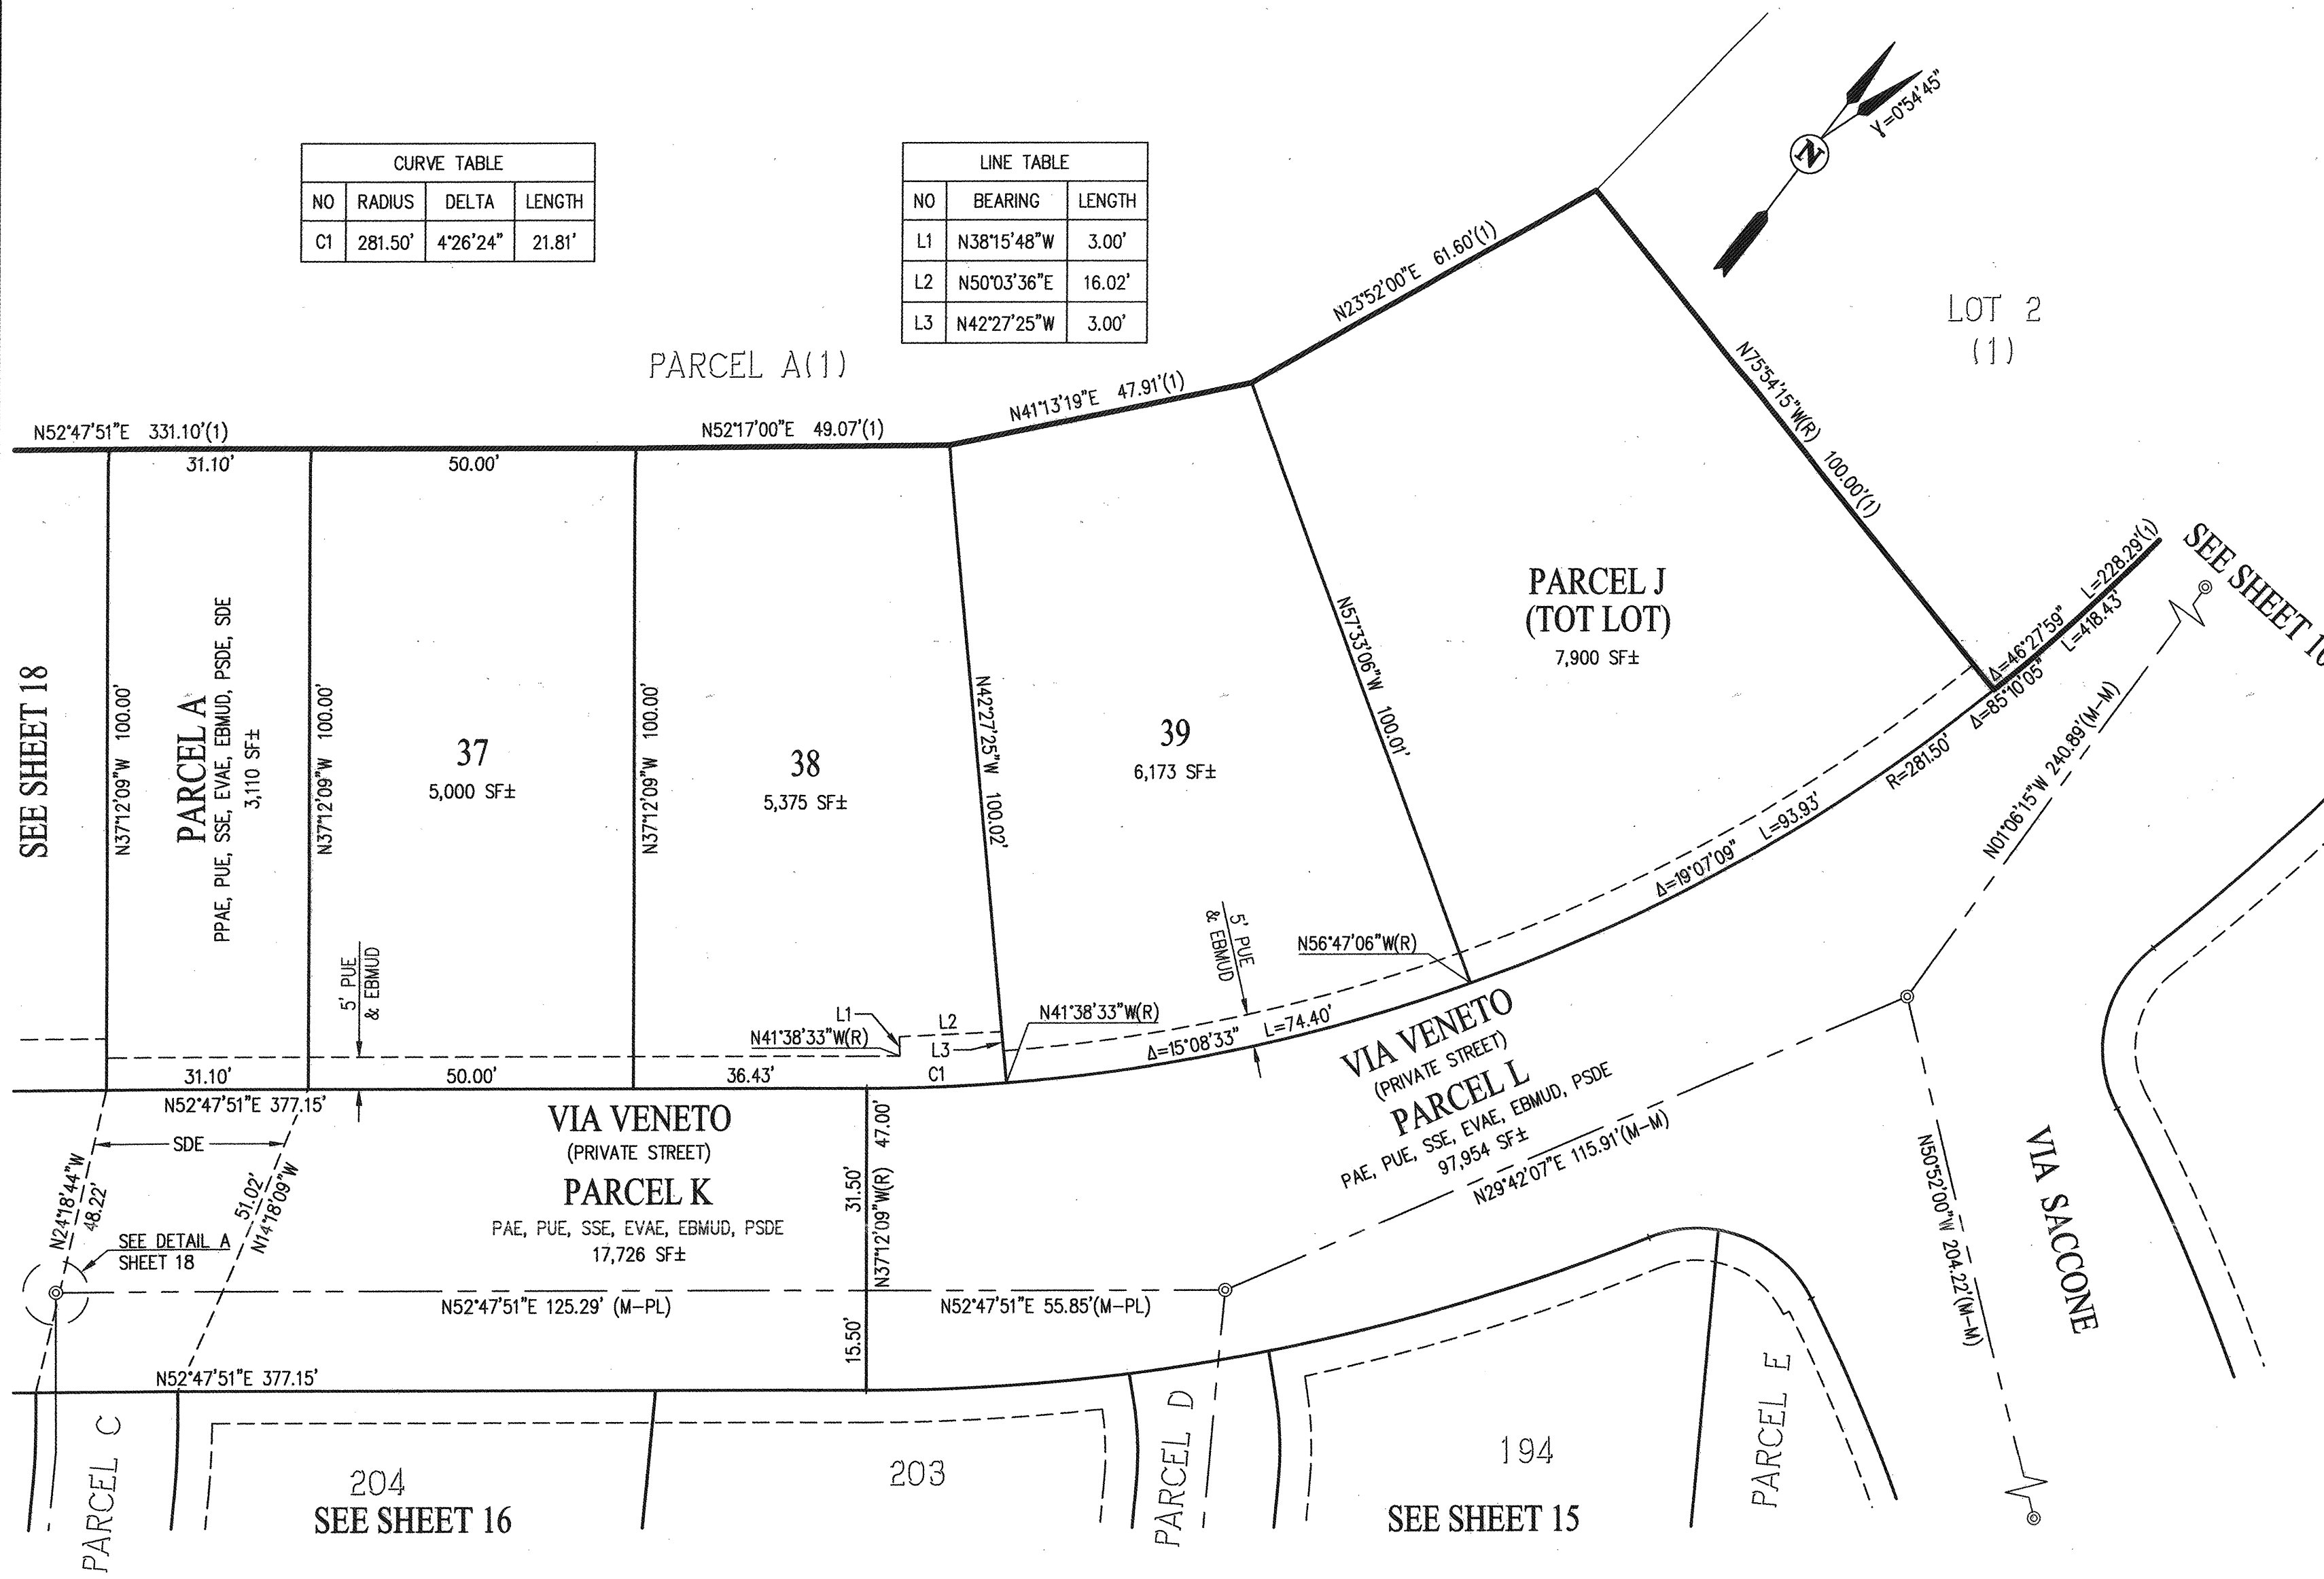 CURVE TABLE
NO RADIUS DELTA LENGTH
C1 281.50' 4°26'24" 21.81'
LINE TABLE
NO BEARING LENGTH
L1 N38°15'48"W 3.00'
L2 N50°03'36"E 16.02'
L3 N42°27'25"W 3.00'
N
γ=0°54'45"
LOT 2
(1)
PARCEL A(1)
N52°47'51"E 331.10'(1)
N52°17'00"E 49.07'(1)
N41°13'19"E 47.91'(1)
N23°52'00"E 61.60'(1)
N75°54'15"W(R) 100.00'(1)
31.10'
50.00'
SEE SHEET 18
N37°12'09"W 100.00'
PARCEL A
PPAE, PUE, SSE, EVAE, EBMUD, PSDE, SDE
3,110 SF±
N37°12'09"W 100.00'
37
5,000 SF±
N37°12'09"W 100.00'
38
5,375 SF±
N42°27'25"W 100.02'
39
6,173 SF±
N57°33'06"W 100.01'
PARCEL J
(TOT LOT)
7,900 SF±
Δ=46°27'59" L=228.29'(1)
Δ=85°10'05" L=418.43'
R=281.50'
SEE SHEET 1
N01°06'15"W 240.89'(M-M)
Δ=19°07'09" L=93.93'
5' PUE
& EBMUD
5' PUE
& EBMUD
N56°47'06"W(R)
L1
L2
L3
C1
N41°38'33"W(R)
N41°38'33"W(R)
Δ=15°08'33" L=74.40'
31.10'
50.00'
36.43'
N52°47'51"E 377.15'
SDE
N24°18'44"W
48.22'
51.02'
N14°18'09"W
SEE DETAIL A
SHEET 18
VIA VENETO
(PRIVATE STREET)
PARCEL K
PAE, PUE, SSE, EVAE, EBMUD, PSDE
17,726 SF±
47.00'
31.50'
N37°12'09"W(R)
15.50'
VIA VENETO
(PRIVATE STREET)
PARCEL L
PAE, PUE, SSE, EVAE, EBMUD, PSDE
97,954 SF±
N29°42'07"E 115.91'(M-M)
N50°52'00"W 204.22'(M-M)
VIA SACCONE
N52°47'51"E 125.29' (M-PL)
N52°47'51"E 55.85'(M-PL)
N52°47'51"E 377.15'
PARCEL C
204
SEE SHEET 16
203
PARCEL D
194
SEE SHEET 15
PARCEL E